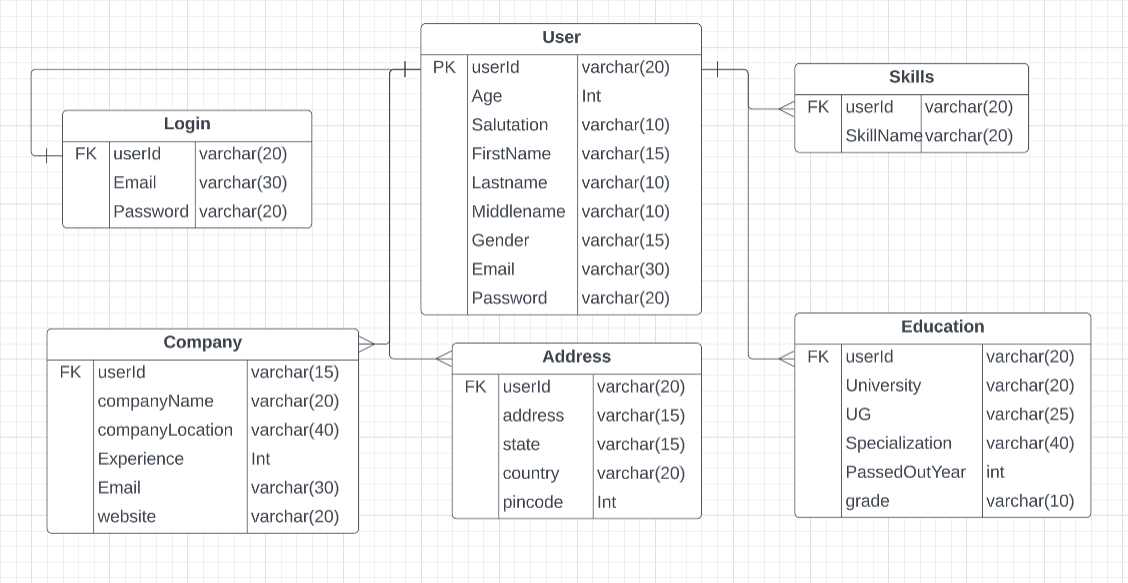 User
PK userId varchar(20)
Age Int
Salutation varchar(10)
FirstName varchar(15)
Lastname varchar(10)
Middlename varchar(10)
Gender varchar(15)
Email varchar(30)
Password varchar(20)
Skills
FK userId varchar(20)
SkillName varchar(20)
Login
FK userId varchar(20)
Email varchar(30)
Password varchar(20)
Company
FK userId varchar(15)
companyName varchar(20)
companyLocation varchar(40)
Experience Int
Email varchar(30)
website varchar(20)
Address
FK userId varchar(20)
address varchar(15)
state varchar(15)
country varchar(20)
pincode Int
Education
FK userId varchar(20)
University varchar(20)
UG varchar(25)
Specialization varchar(40)
PassedOutYear int
grade varchar(10)